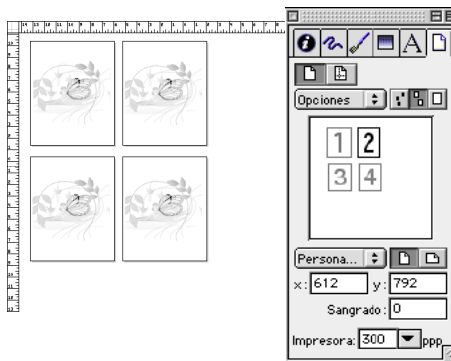 Opciones
1 2
3 4
Persona...
x: 612 y: 792
Sangrado: 0
Impresora: 300 ppp